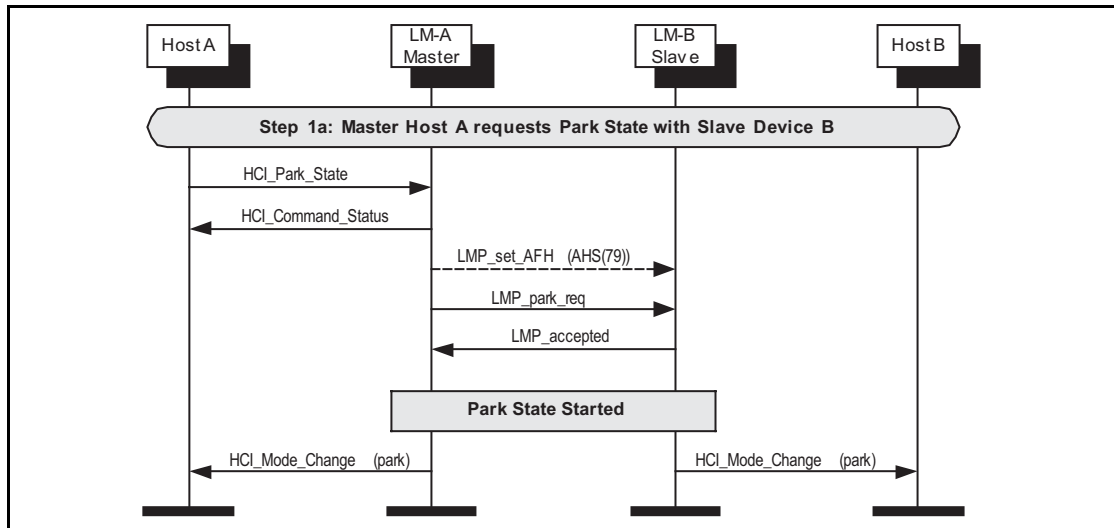 Host A
LM-A
Master
LM-B
Slave
Host B
Step 1a: Master Host A requests Park State with Slave Device B
HCI_Park_State
HCI_Command_Status
LMP_set_AFH (AHS(79))
LMP_park_req
LMP_accepted
Park State Started
HCI_Mode_Change (park)
HCI_Mode_Change (park)